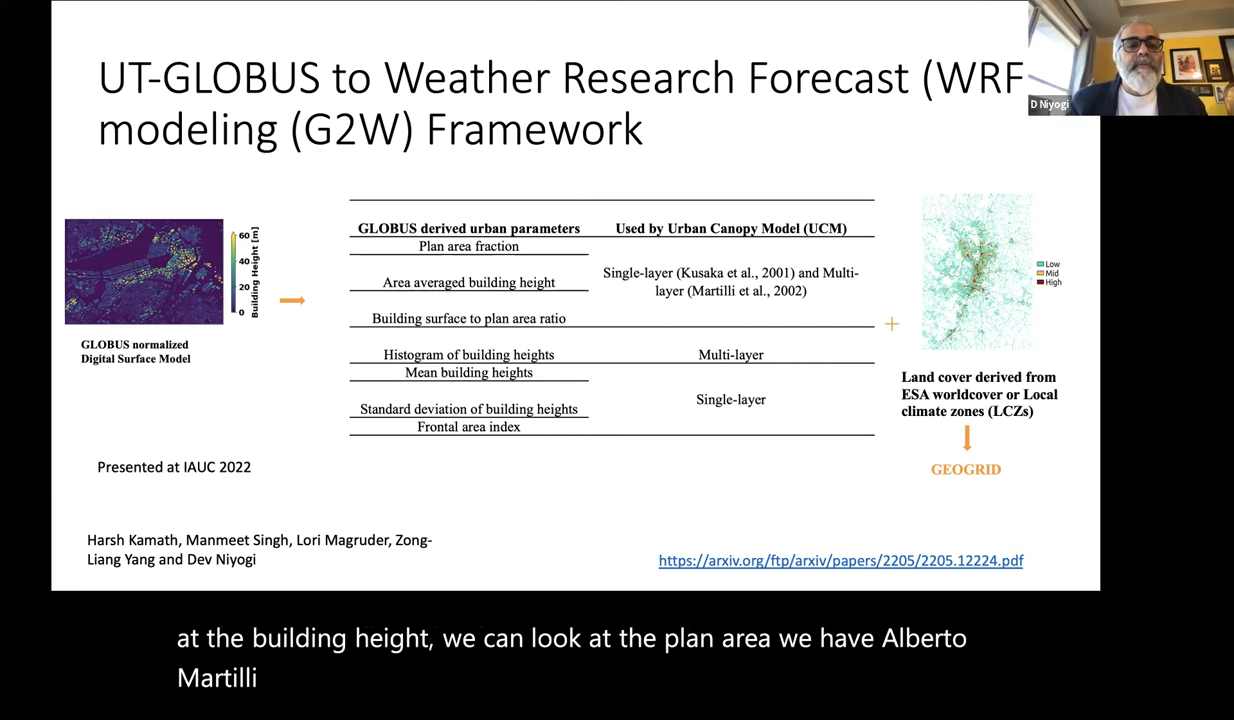 UT-GLOBUS to Weather Research Forecast (WRF
modeling (G2W) Framework
D Niyogi
60
40
20
0
Building Height [m]
GLOBUS normalized
Digital Surface Model
GLOBUS derived urban parameters Used by Urban Canopy Model (UCM)
Plan area fraction
Area averaged building height
Building surface to plan area ratio
Single-layer (Kusaka et al., 2001) and Multi-
layer (Martilli et al., 2002)
Histogram of building heights Multi-layer
Mean building heights
Standard deviation of building heights
Frontal area index
Single-layer
+
Low
Mid
High
Land cover derived from
ESA worldcover or Local
climate zones (LCZs)
GEOGRID
Presented at IAUC 2022
Harsh Kamath, Manmeet Singh, Lori Magruder, Zong-
Liang Yang and Dev Niyogi
https://arxiv.org/ftp/arxiv/papers/2205/2205.12224.pdf
at the building height, we can look at the plan area we have Alberto
Martilli